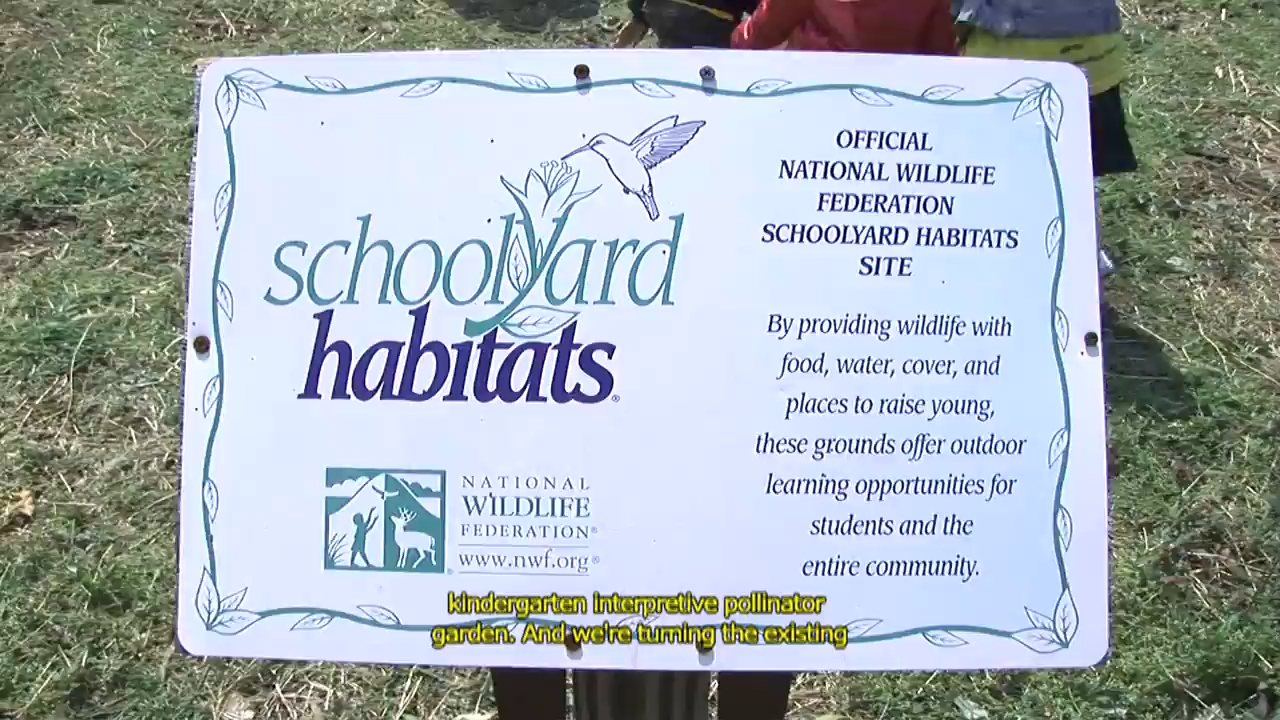 schoolyard
habitats®
NATIONAL
WILDLIFE
FEDERATION®
www.nwf.org®
OFFICIAL
NATIONAL WILDLIFE
FEDERATION
SCHOOLYARD HABITATS
SITE
By providing wildlife with
food, water, cover, and
places to raise young,
these grounds offer outdoor
learning opportunities for
students and the
entire community.
kindergarten interpretive pollinator
garden. And we're turning the existing